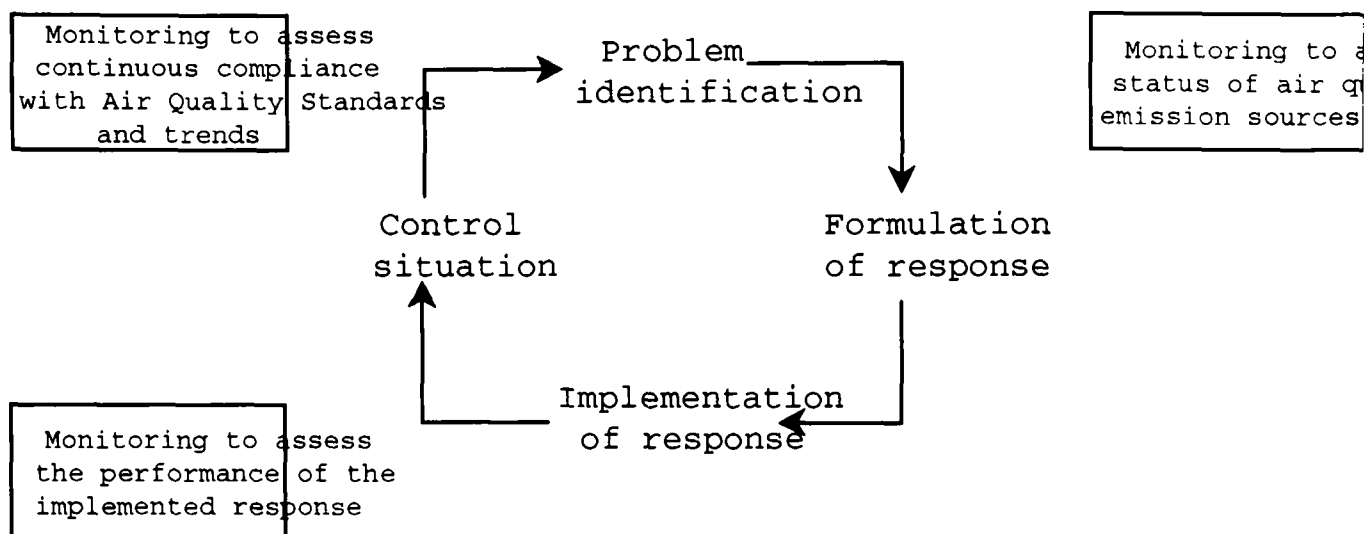 Monitoring to assess
continuous compliance
with Air Quality Standards
and trends
Problem
identification
Monitoring to
status of air
emission sources
Control
situation
Formulation
of response
Implementation
of response
Monitoring to assess
the performance of the
implemented response